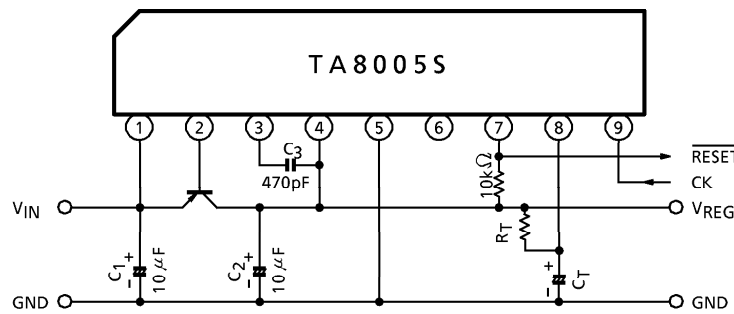 TA8005S
1 2 3 4 5 6 7 8 9
C3
470pF
10kΩ
RESET
CK
VIN
VREG
RT
C1 + - 10μF
C2 + - 10μF
+ - CT
GND
GND